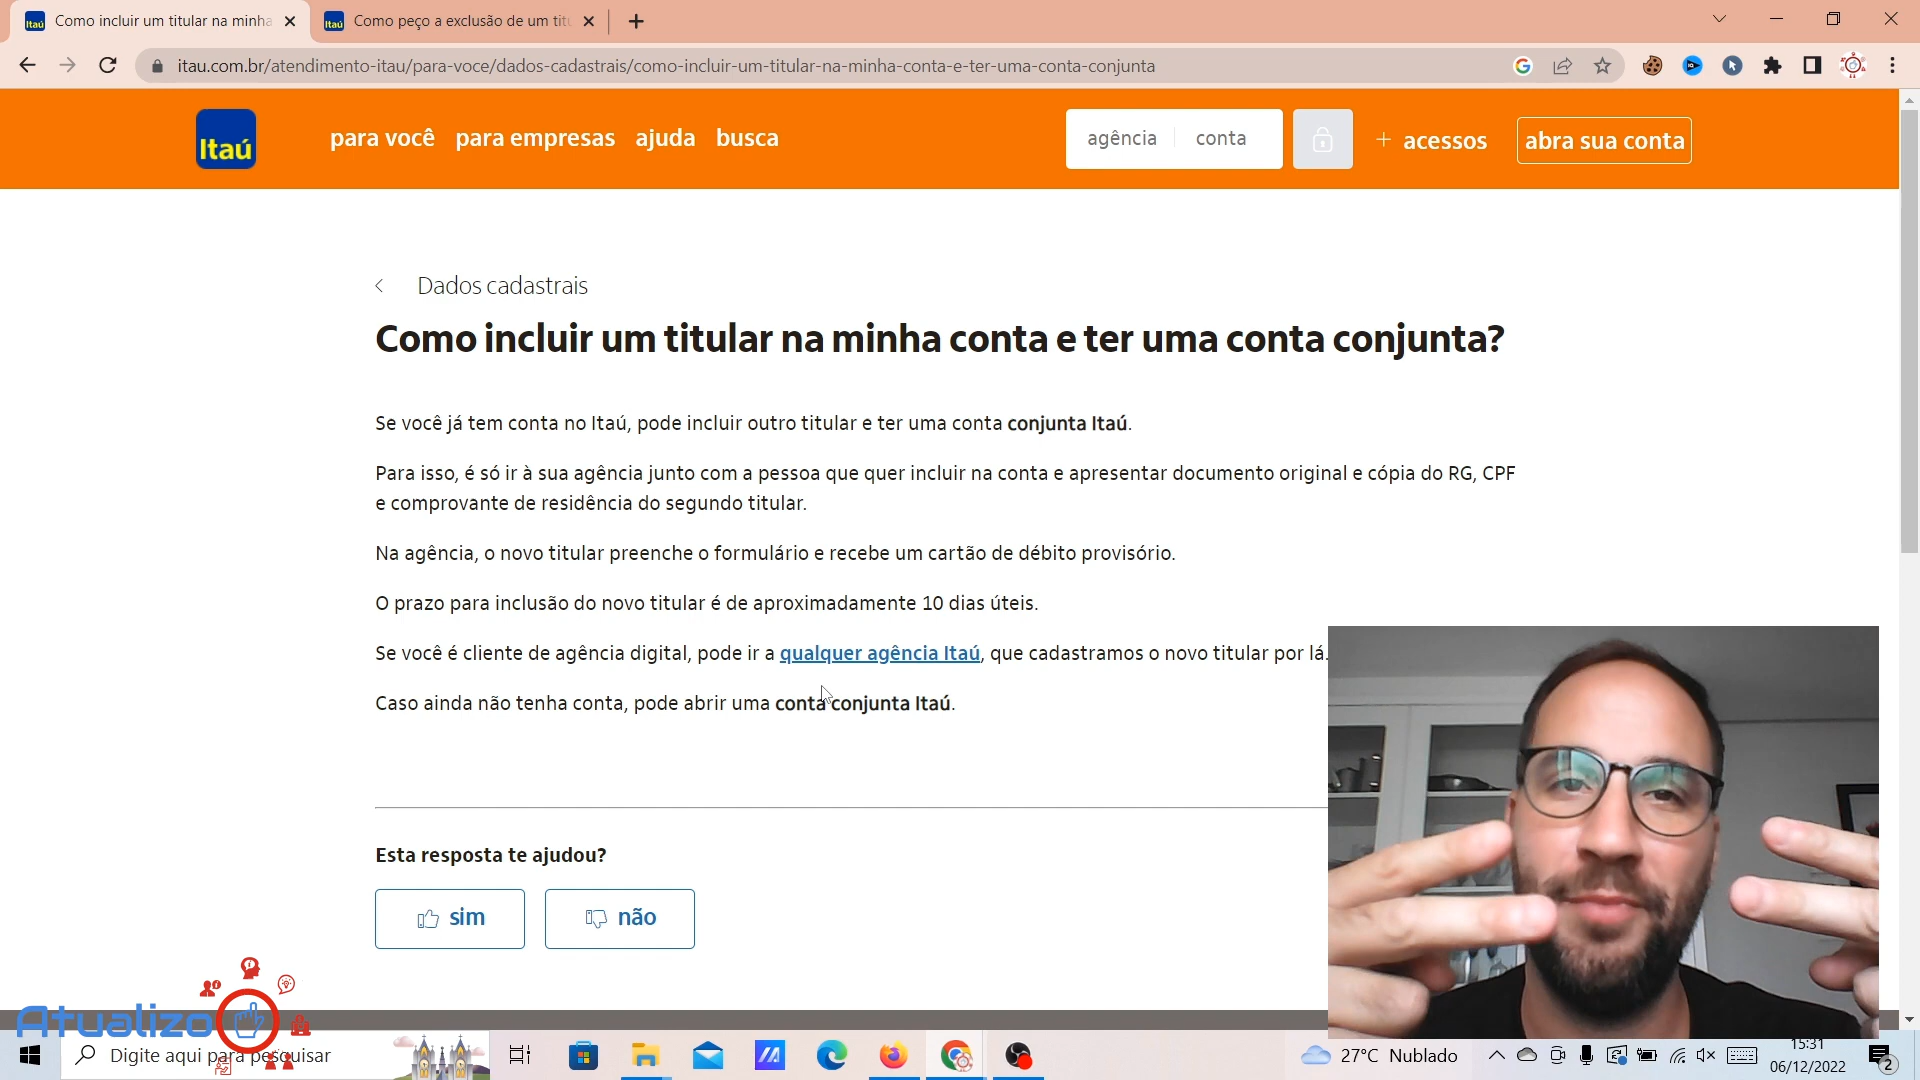 Como incluir um titular na minha
Como peço a exclusão de um titu
itau.com.br/atendimento-itau/para-voce/dados-cadastrais/como-incluir-um-titular-na-minha-conta-e-ter-uma-conta-conjunta
Itaú
para você para empresas ajuda busca
agência conta
+ acessos
abra sua conta
< Dados cadastrais
Como incluir um titular na minha conta e ter uma conta conjunta?
Se você já tem conta no Itaú, pode incluir outro titular e ter uma conta conjunta Itaú.
Para isso, é só ir à sua agência junto com a pessoa que quer incluir na conta e apresentar documento original e cópia do RG, CPF
e comprovante de residência do segundo titular.
Na agência, o novo titular preenche o formulário e recebe um cartão de débito provisório.
O prazo para inclusão do novo titular é de aproximadamente 10 dias úteis.
Se você é cliente de agência digital, pode ir a qualquer agência Itaú, que cadastramos o novo titular por lá.
Caso ainda não tenha conta, pode abrir uma conta conjunta Itaú.
Esta resposta te ajudou?
sim
não
Atualizo
Digite aqui para pesquisar
27°C Nublado
15:31
06/12/2022
2